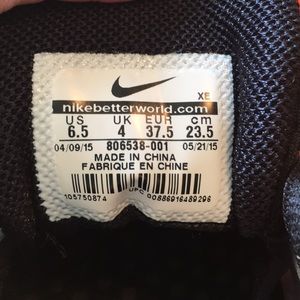 XE
nikebetterworld.com
US UK EUR cm
6.5 4 37.5 23.5
04/09/15 806538-001 05/21/15
MADE IN CHINA
FABRIQUE EN CHINE
105750874 UPC 00886916489296